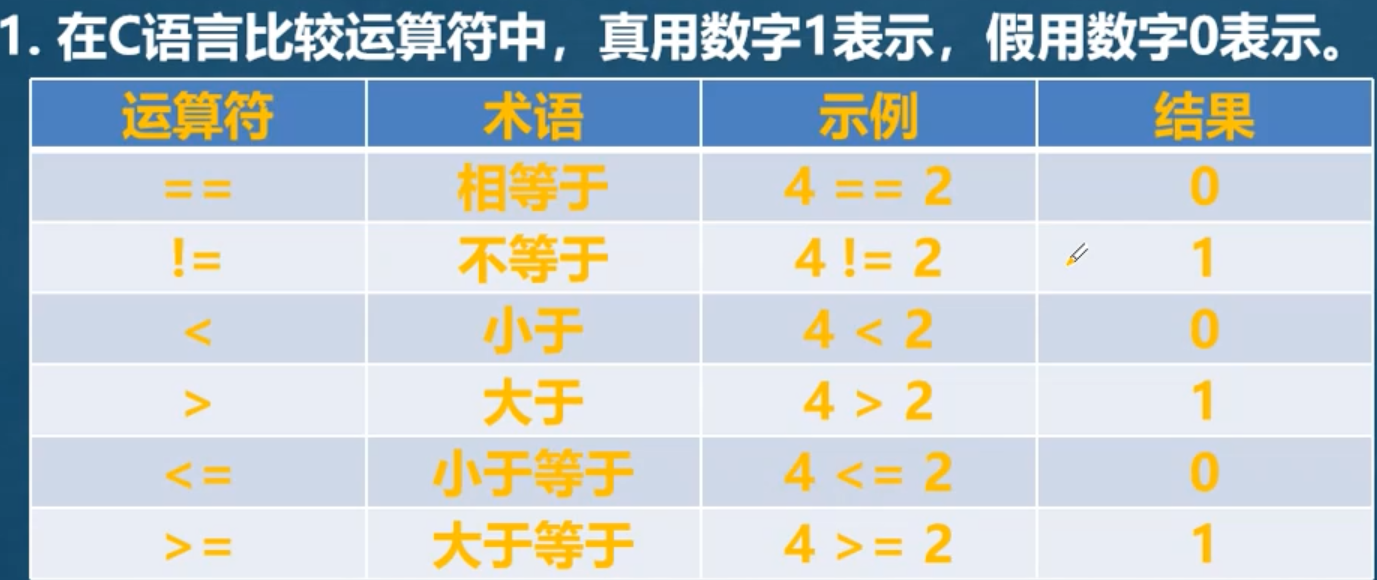 1. 在C语言比较运算符中，真用数字1表示，假用数字0表示。
运算符 术语 示例 结果
== 相等于 4 == 2 0
!= 不等于 4 != 2 1
< 小于 4 < 2 0
> 大于 4 > 2 1
<= 小于等于 4 <= 2 0
>= 大于等于 4 >= 2 1